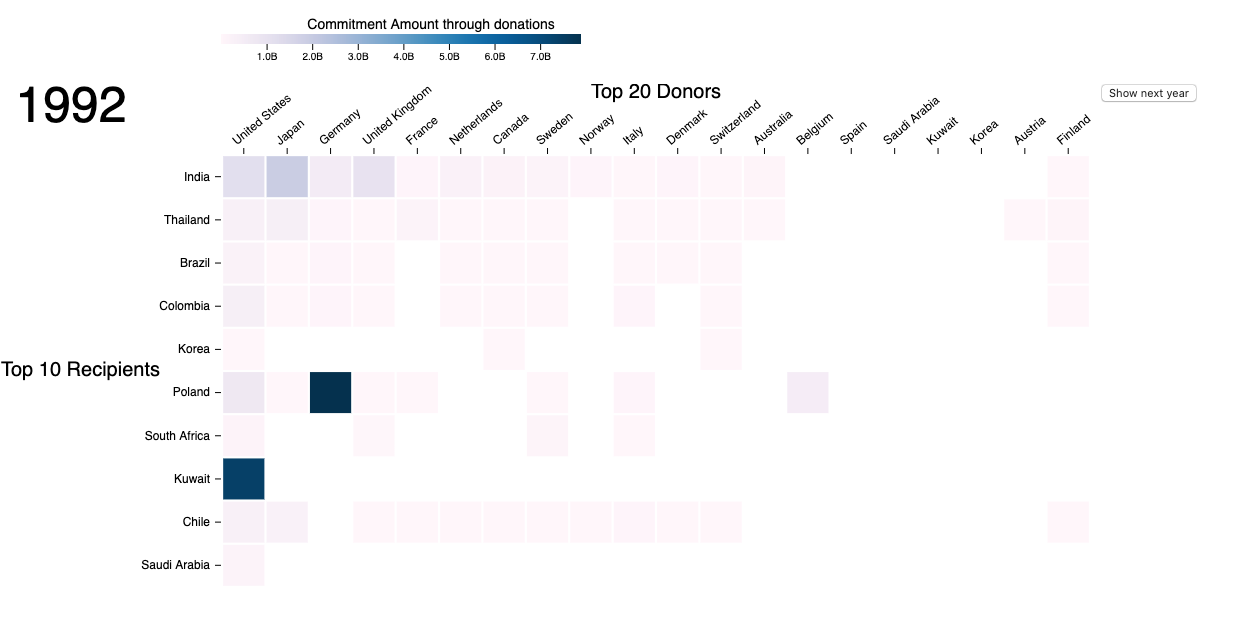 Commitment Amount through donations
1.0B 2.0B 3.0B 4.0B 5.0B 6.0B 7.0B
1992
Top 20 Donors
Show next year
United States Japan Germany United Kingdom France Netherlands Canada Sweden Norway Italy Denmark Switzerland Australia Belgium Spain Saudi Arabia Kuwait Korea Austria Finland
India
Thailand
Brazil
Colombia
Korea
Top 10 Recipients
Poland
South Africa
Kuwait
Chile
Saudi Arabia